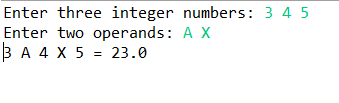 Enter three integer numbers: 3 4 5
Enter two operands: A X
3 A 4 X 5 = 23.0